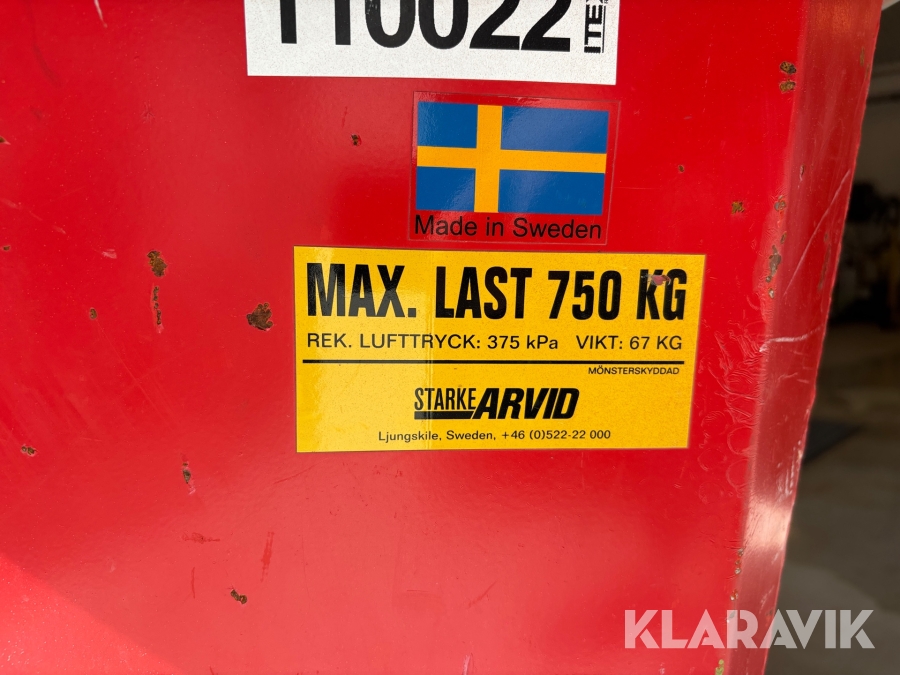 110022
Made in Sweden
MAX. LAST 750 KG
REK. LUFTTRYCK: 375 kPa VIKT: 67 KG
MÖNSTERSKYDDAD
STARKE ARVID
Ljungskile, Sweden, +46 (0)522-22 000
KLARAVIK